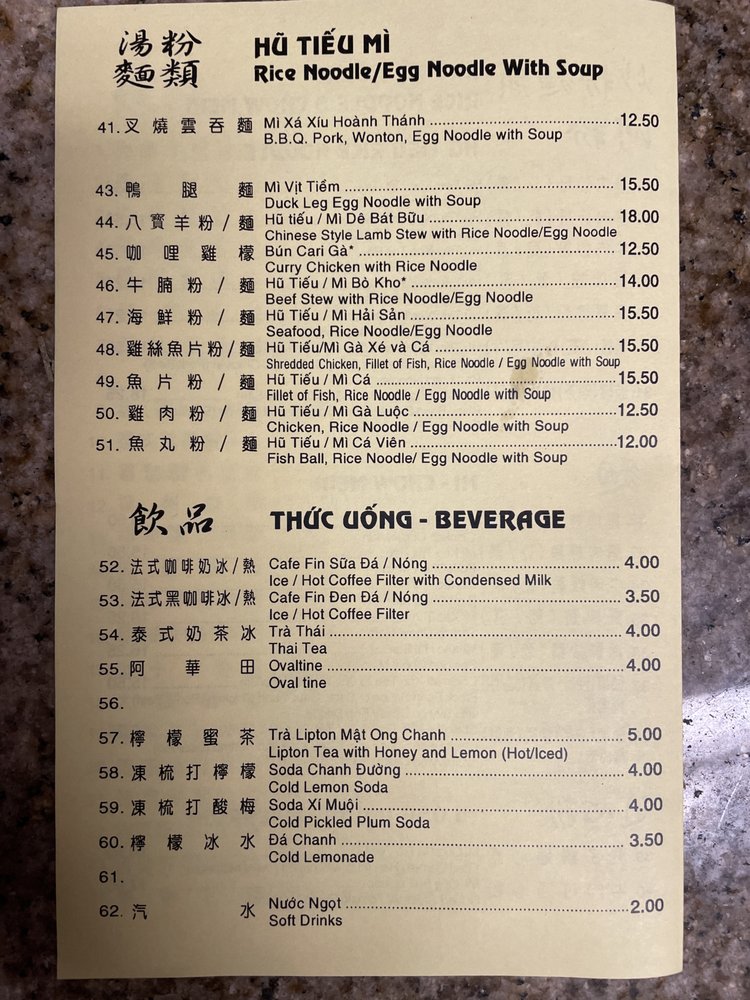 湯粉 HŨ TIẾU MÌ
麵類 Rice Noodle/Egg Noodle With Soup
41. 叉燒雲吞麵 Mì Xá Xíu Hoành Thánh 12.50
B.B.Q. Pork, Wonton, Egg Noodle with Soup
43. 鴨腿麵 Mì Vịt Tiềm 15.50
Duck Leg Egg Noodle with Soup
44. 八寶羊粉/麵 Hũ tiếu / Mì Dê Bát Bữu 18.00
Chinese Style Lamb Stew with Rice Noodle/Egg Noodle
45. 咖哩雞檬 Bún Cari Gà* 12.50
Curry Chicken with Rice Noodle
46. 牛腩粉/麵 Hũ Tiếu / Mì Bò Kho* 14.00
Beef Stew with Rice Noodle/Egg Noodle
47. 海鮮粉/麵 Hũ Tiếu / Mì Hải Sản 15.50
Seafood, Rice Noodle/Egg Noodle
48. 雞絲魚片粉/麵 Hũ Tiếu/Mì Gà Xé và Cá 15.50
Shredded Chicken, Fillet of Fish, Rice Noodle / Egg Noodle with Soup
49. 魚片粉/麵 Hũ Tiếu / Mì Cá 15.50
Fillet of Fish, Rice Noodle / Egg Noodle with Soup
50. 雞肉粉/麵 Hũ Tiếu / Mì Gà Luộc 12.50
Chicken, Rice Noodle / Egg Noodle with Soup
51. 魚丸粉/麵 Hũ Tiếu / Mì Cá Viên 12.00
Fish Ball, Rice Noodle/ Egg Noodle with Soup
飲品 THỨC UỐNG - BEVERAGE
52. 法式咖啡奶冰/熱 Cafe Fin Sữa Đá / Nóng 4.00
Ice / Hot Coffee Filter with Condensed Milk
53. 法式黑咖啡冰/熱 Cafe Fin Đen Đá / Nóng 3.50
Ice / Hot Coffee Filter
54. 泰式奶茶冰 Trà Thái 4.00
Thai Tea
55. 阿華田 Ovaltine 4.00
Oval tine
56.
57. 檸檬蜜茶 Trà Lipton Mật Ong Chanh 5.00
Lipton Tea with Honey and Lemon (Hot/Iced)
58. 凍梳打檸檬 Soda Chanh Đường 4.00
Cold Lemon Soda
59. 凍梳打酸梅 Soda Xí Muội 4.00
Cold Pickled Plum Soda
60. 檸檬冰水 Đá Chanh 3.50
Cold Lemonade
61.
62. 汽水 Nước Ngọt 2.00
Soft Drinks